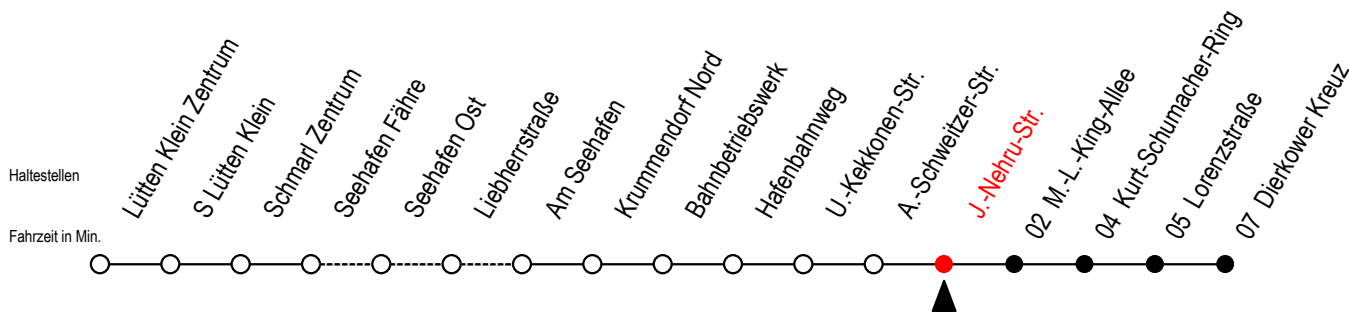 Haltestellen
Fahrzeit in Min.
Lütten Klein Zentrum
S Lütten Klein
Schmarl Zentrum
Seehafen Fähre
Seehafen Ost
Liebherrstraße
Am Seehafen
Krummendorf Nord
Bahnbetriebswerk
Hafenbahnweg
U.-Kekkonen-Str.
A.-Schweitzer-Str.
J.-Nehru-Str.
02 M.-L.-King-Allee
04 Kurt-Schumacher-Ring
05 Lorenzstraße
07 Dierkower Kreuz